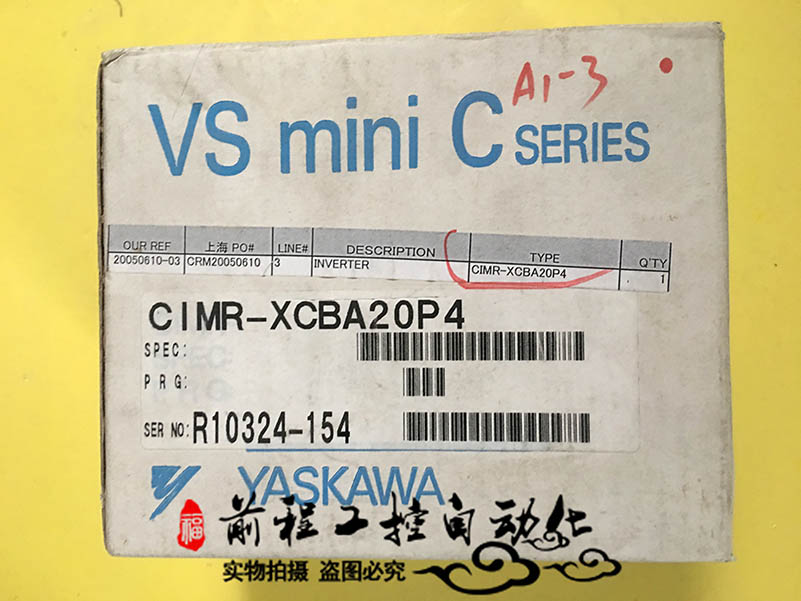 A1-3
VS mini C SERIES
OUR REF 上海 PO# LINE# DESCRIPTION TYPE Q'TY
20050610-03 CRM20050610 3 INVERTER CIMR-XCBA20P4 1
CIMR-XCBA20P4
SPEC:
PRG:
SER NO: R10324-154
YASKAWA
福 前程工控自动化
实物拍摄 盗图必究